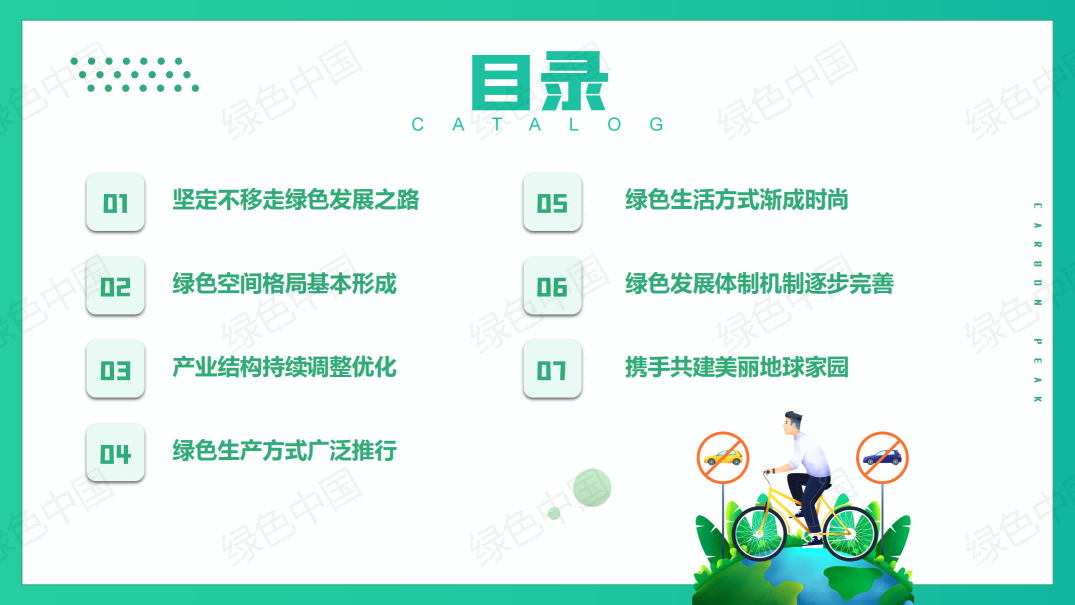 目录
CATALOG
01 坚定不移走绿色发展之路
02 绿色空间格局基本形成
03 产业结构持续调整优化
04 绿色生产方式广泛推行
05 绿色生活方式渐成时尚
06 绿色发展体制机制逐步完善
07 携手共建美丽地球家园
CARBON PEAK
绿色中国